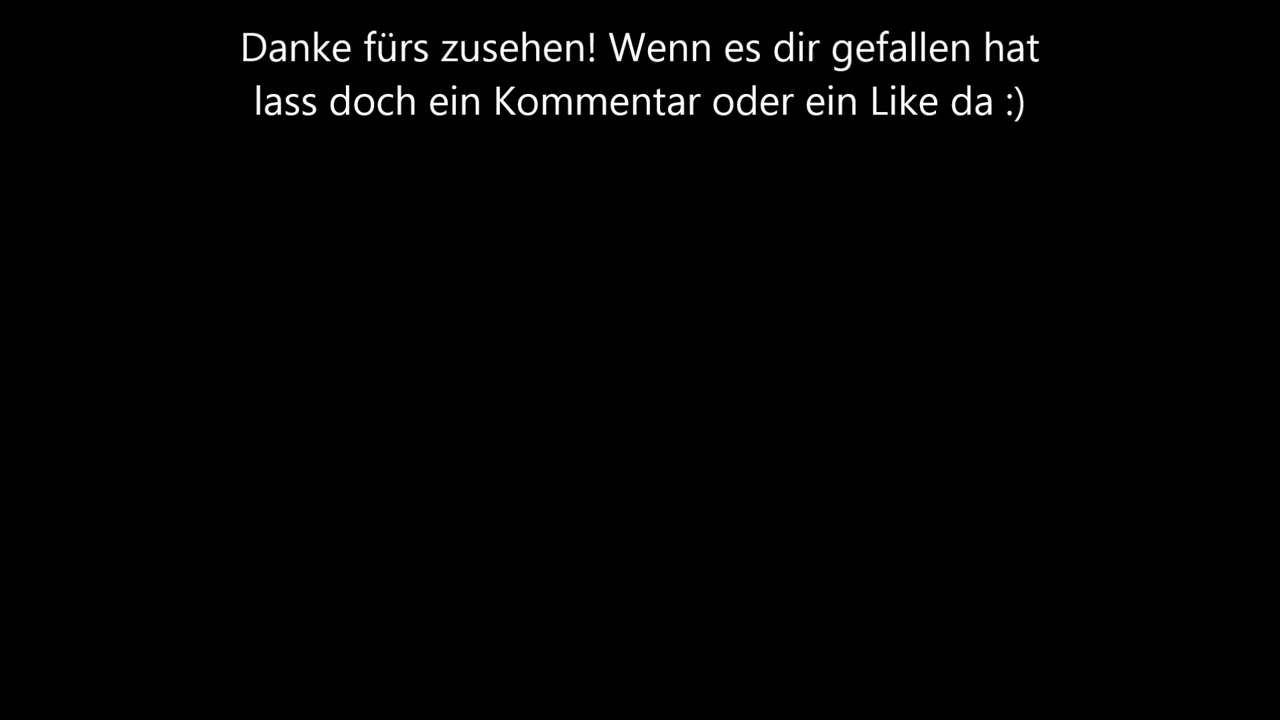 Danke fürs zusehen! Wenn es dir gefallen hat
lass doch ein Kommentar oder ein Like da :)